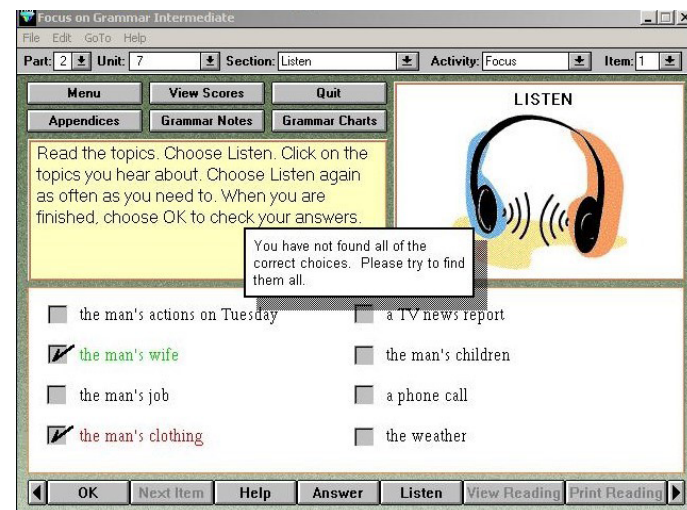 Focus on Grammar Intermediate
File Edit GoTo Help
Part: 2 Unit: 7 Section: Listen Activity: Focus Item: 1
Menu View Scores Quit
Appendices Grammar Notes Grammar Charts
LISTEN
Read the topics. Choose Listen. Click on the
topics you hear about. Choose Listen again
as often as you need to. When you are
finished, choose OK to check your answers.
You have not found all of the
correct choices. Please try to find
them all.
the man's actions on Tuesday
the man's wife
the man's job
the man's clothing
a TV news report
the man's children
a phone call
the weather
OK Next Item Help Answer Listen View Reading Print Reading